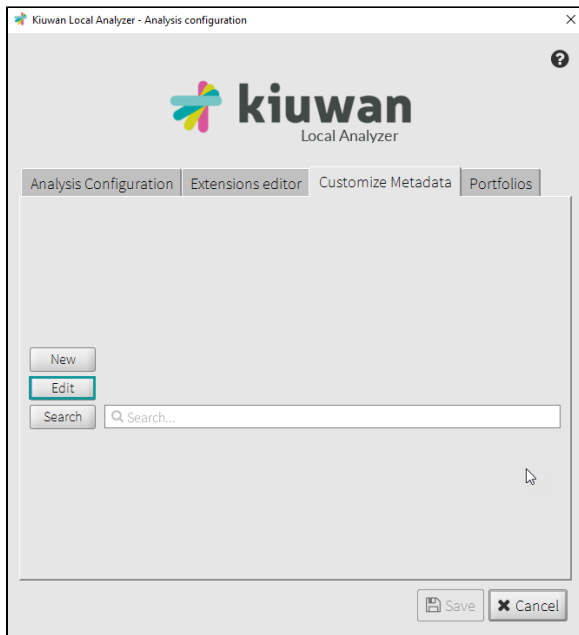 Kiuwan Local Analyzer - Analysis configuration
kiuwan
Local Analyzer
Analysis Configuration Extensions editor Customize Metadata Portfolios
New
Edit
Search Search...
Save Cancel